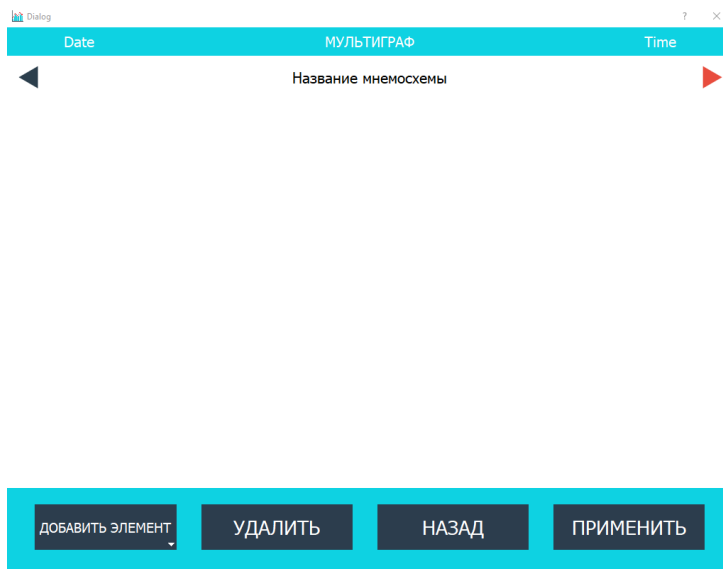 Dialog
Date МУЛЬТИГРАФ Time
Название мнемосхемы
ДОБАВИТЬ ЭЛЕМЕНТ УДАЛИТЬ НАЗАД ПРИМЕНИТЬ